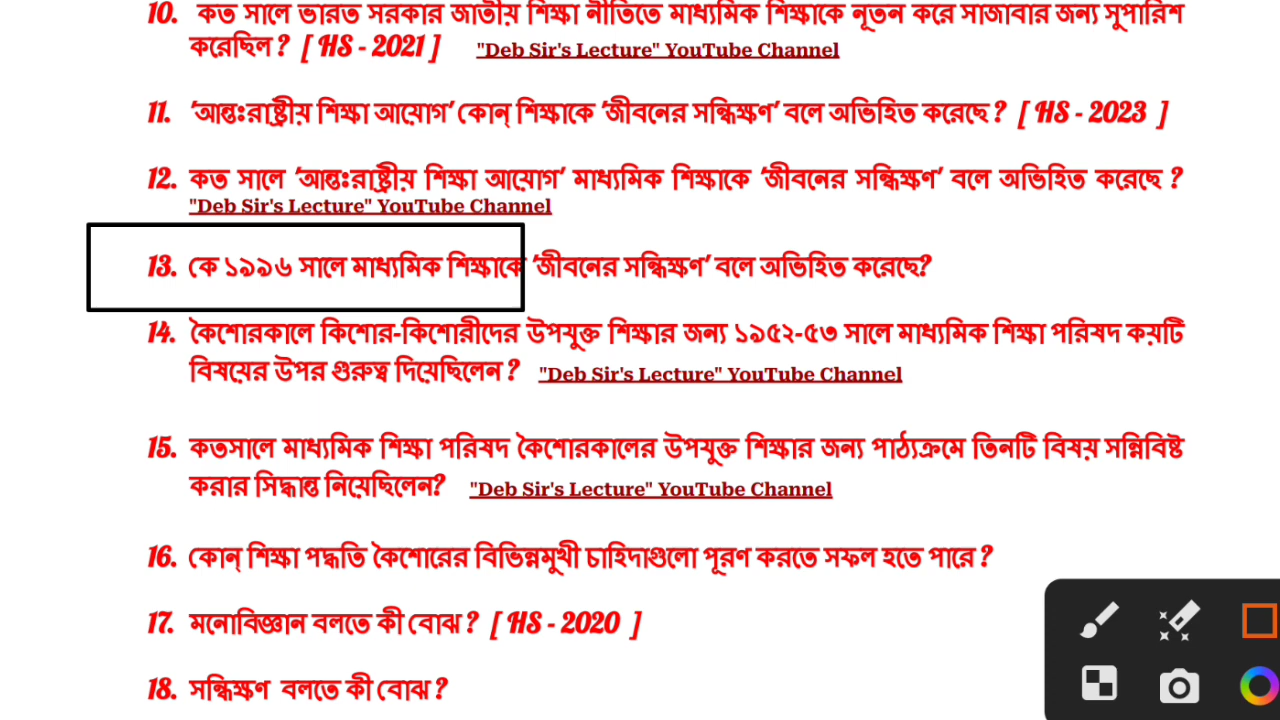 10. কত সালে ভারত সরকার জাতীয় শিক্ষা নীতিতে মাধ্যমিক শিক্ষাকে নূতন করে সাজাবার জন্য সুপারিশ
করেছিল ? [ HS - 2021 ] "Deb Sir's Lecture" YouTube Channel
11. 'আন্তঃরাষ্ট্রীয় শিক্ষা আয়োগ' কোন্ শিক্ষাকে 'জীবনের সন্ধিক্ষণ' বলে অভিহিত করেছে ? [ HS - 2023 ]
12. কত সালে 'আন্তঃরাষ্ট্রীয় শিক্ষা আয়োগ' মাধ্যমিক শিক্ষাকে 'জীবনের সন্ধিক্ষণ' বলে অভিহিত করেছে ?
"Deb Sir's Lecture" YouTube Channel
13. কে ১৯৯৬ সালে মাধ্যমিক শিক্ষাকে 'জীবনের সন্ধিক্ষণ' বলে অভিহিত করেছে?
14. কৈশোরকালে কিশোর-কিশোরীদের উপযুক্ত শিক্ষার জন্য ১৯৫২-৫৩ সালে মাধ্যমিক শিক্ষা পরিষদ কয়টি
বিষয়ের উপর গুরুত্ব দিয়েছিলেন ? "Deb Sir's Lecture" YouTube Channel
15. কতসালে মাধ্যমিক শিক্ষা পরিষদ কৈশোরকালের উপযুক্ত শিক্ষার জন্য পাঠ্যক্রমে তিনটি বিষয় সন্নিবিষ্ট
করার সিদ্ধান্ত নিয়েছিলেন? "Deb Sir's Lecture" YouTube Channel
16. কোন্ শিক্ষা পদ্ধতি কৈশোরের বিভিন্নমুখী চাহিদাগুলো পূরণ করতে সফল হতে পারে ?
17. মনোবিজ্ঞান বলতে কী বোঝ ? [ HS - 2020 ]
18. সন্ধিক্ষণ বলতে কী বোঝ ?